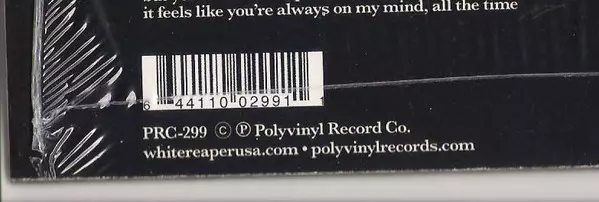 it feels like you're always on my mind, all the time
6 44110 02991 1
PRC-299 Ⓒ Ⓟ Polyvinyl Record Co.
whitereaperusa.com • polyvinylrecords.com